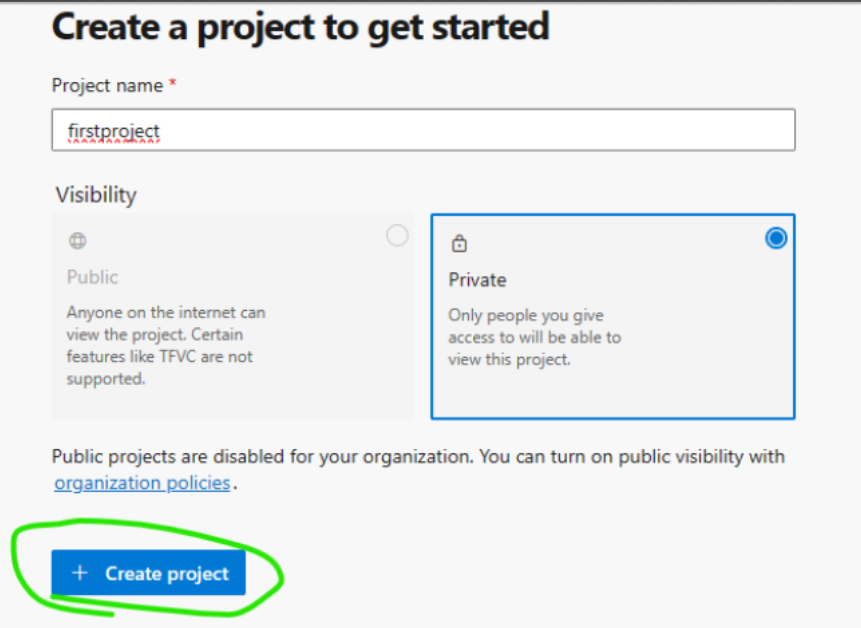 Create a project to get started
Project name *
firstproject
Visibility
Public
Anyone on the internet can
view the project. Certain
features like TFVC are not
supported.
Private
Only people you give
access to will be able to
view this project.
Public projects are disabled for your organization. You can turn on public visibility with
organization policies.
+ Create project